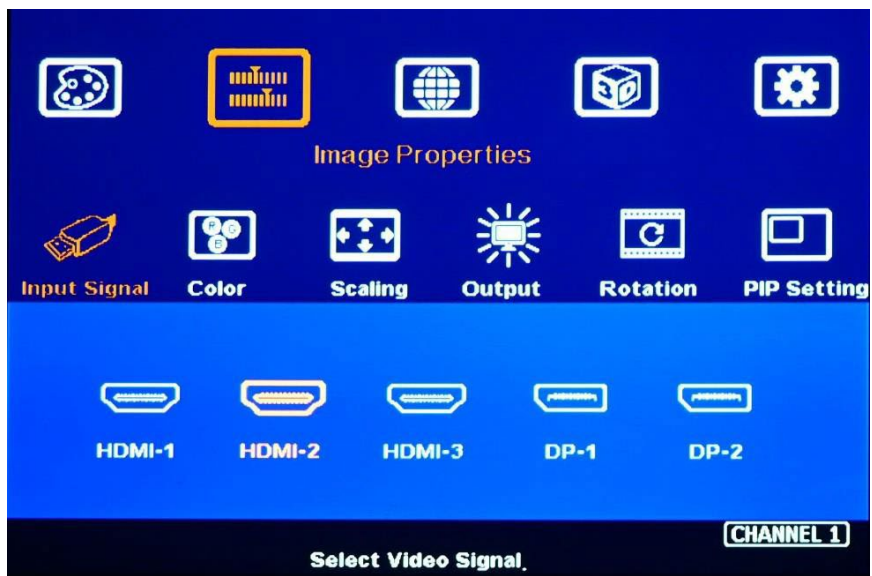 3D
Image Properties
Input Signal
Color
Scaling
Output
Rotation
PIP Setting
R G
B
HDMI-1
HDMI-2
HDMI-3
DP-1
DP-2
CHANNEL 1
Select Video Signal.